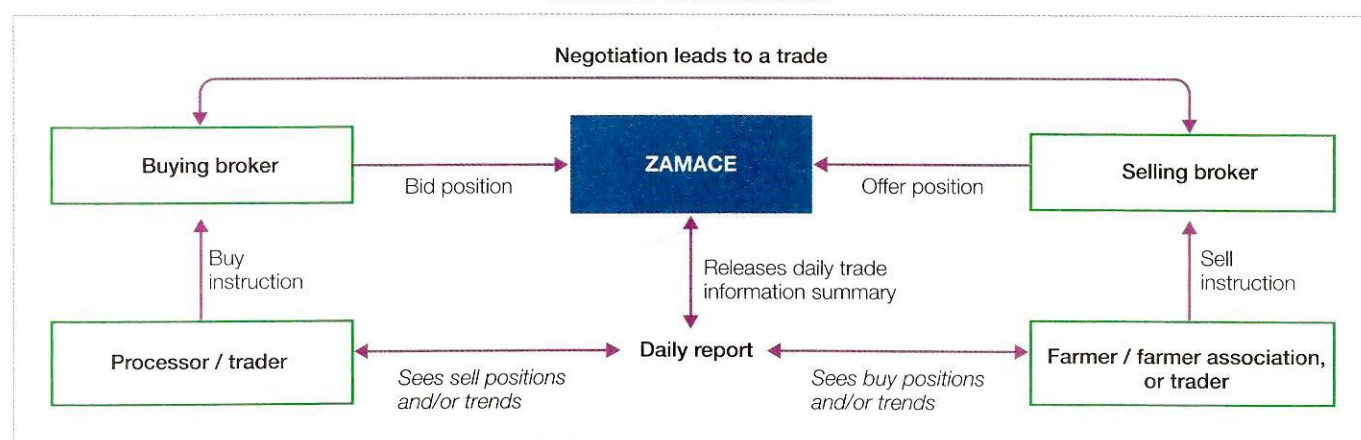 Negotiation leads to a trade
Buying broker
ZAMACE
Selling broker
Bid position
Offer position
Buy
instruction
Releases daily trade
information summary
Sell
instruction
Processor / trader
Daily report
Farmer / farmer association,
or trader
Sees sell positions
and/or trends
Sees buy positions
and/or trends